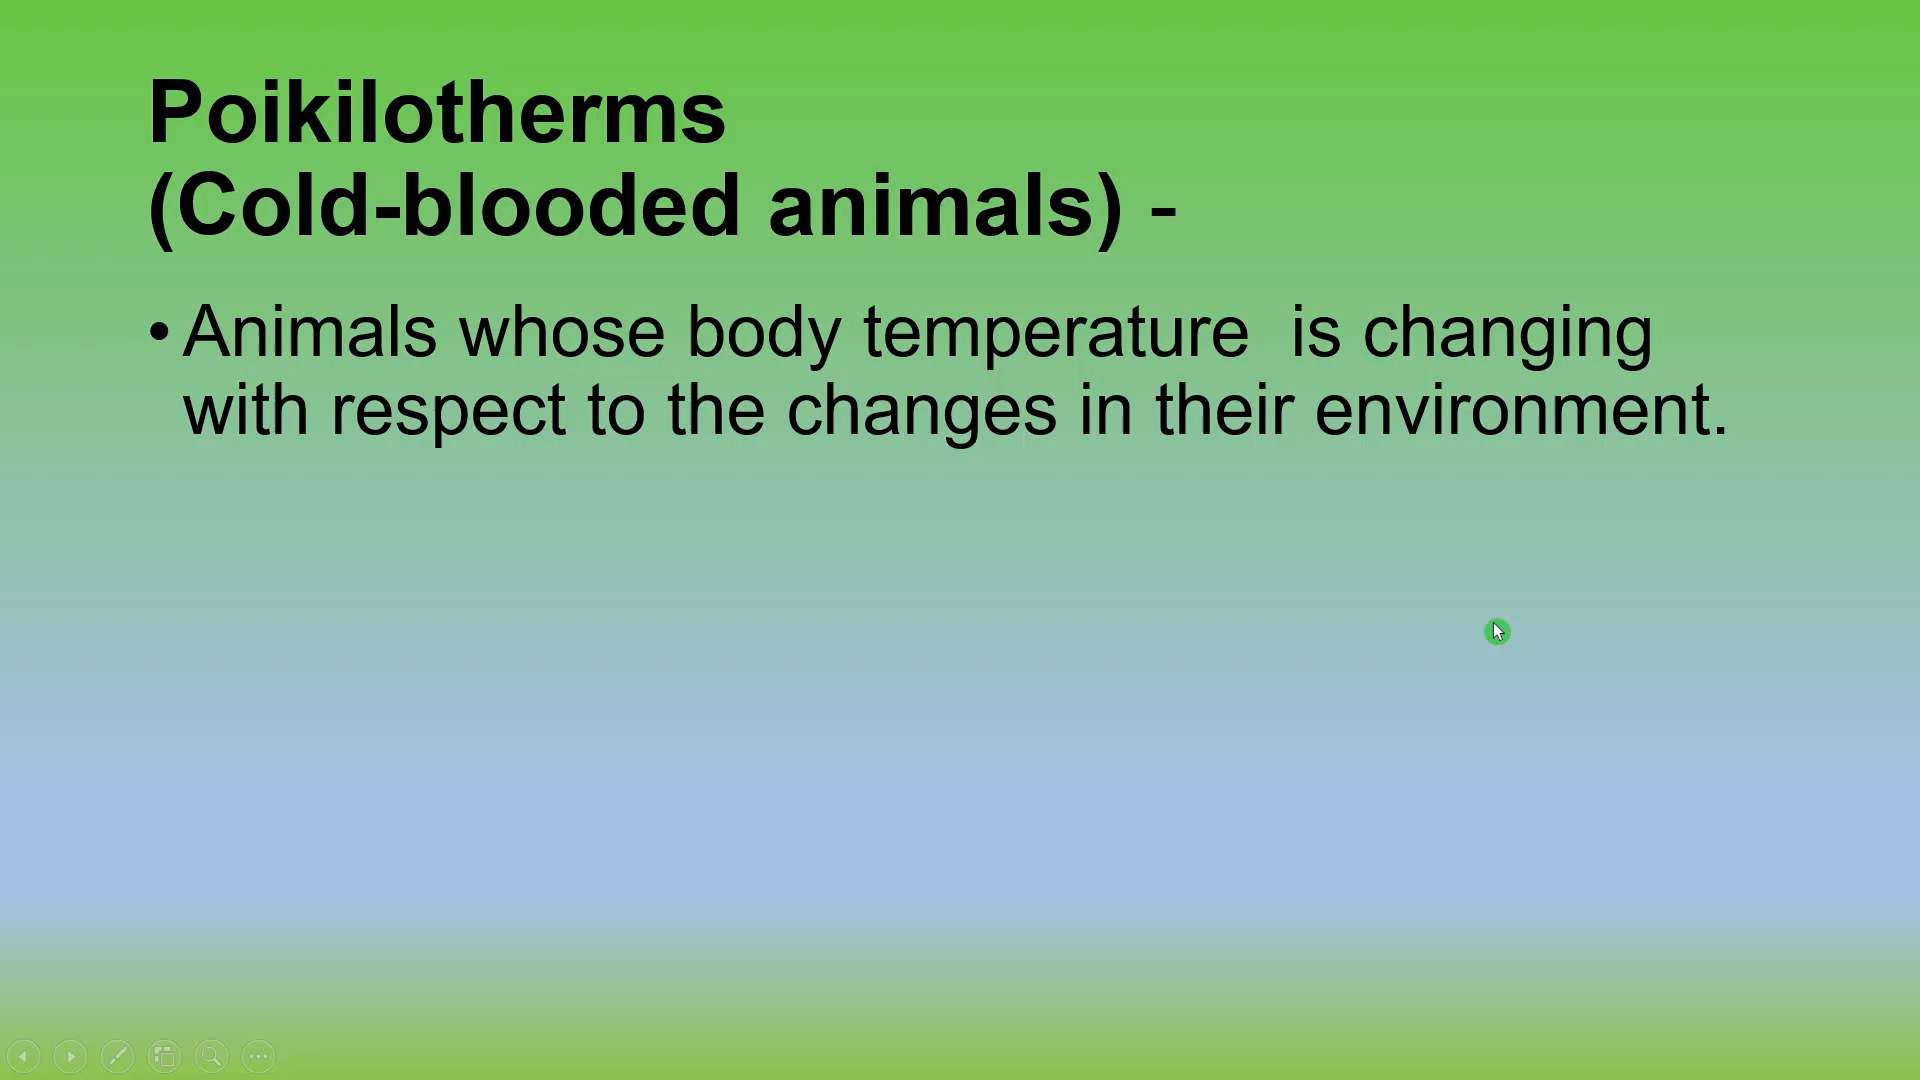 Poikilotherms
(Cold-blooded animals) -
• Animals whose body temperature  is changing
with respect to the changes in their environment.